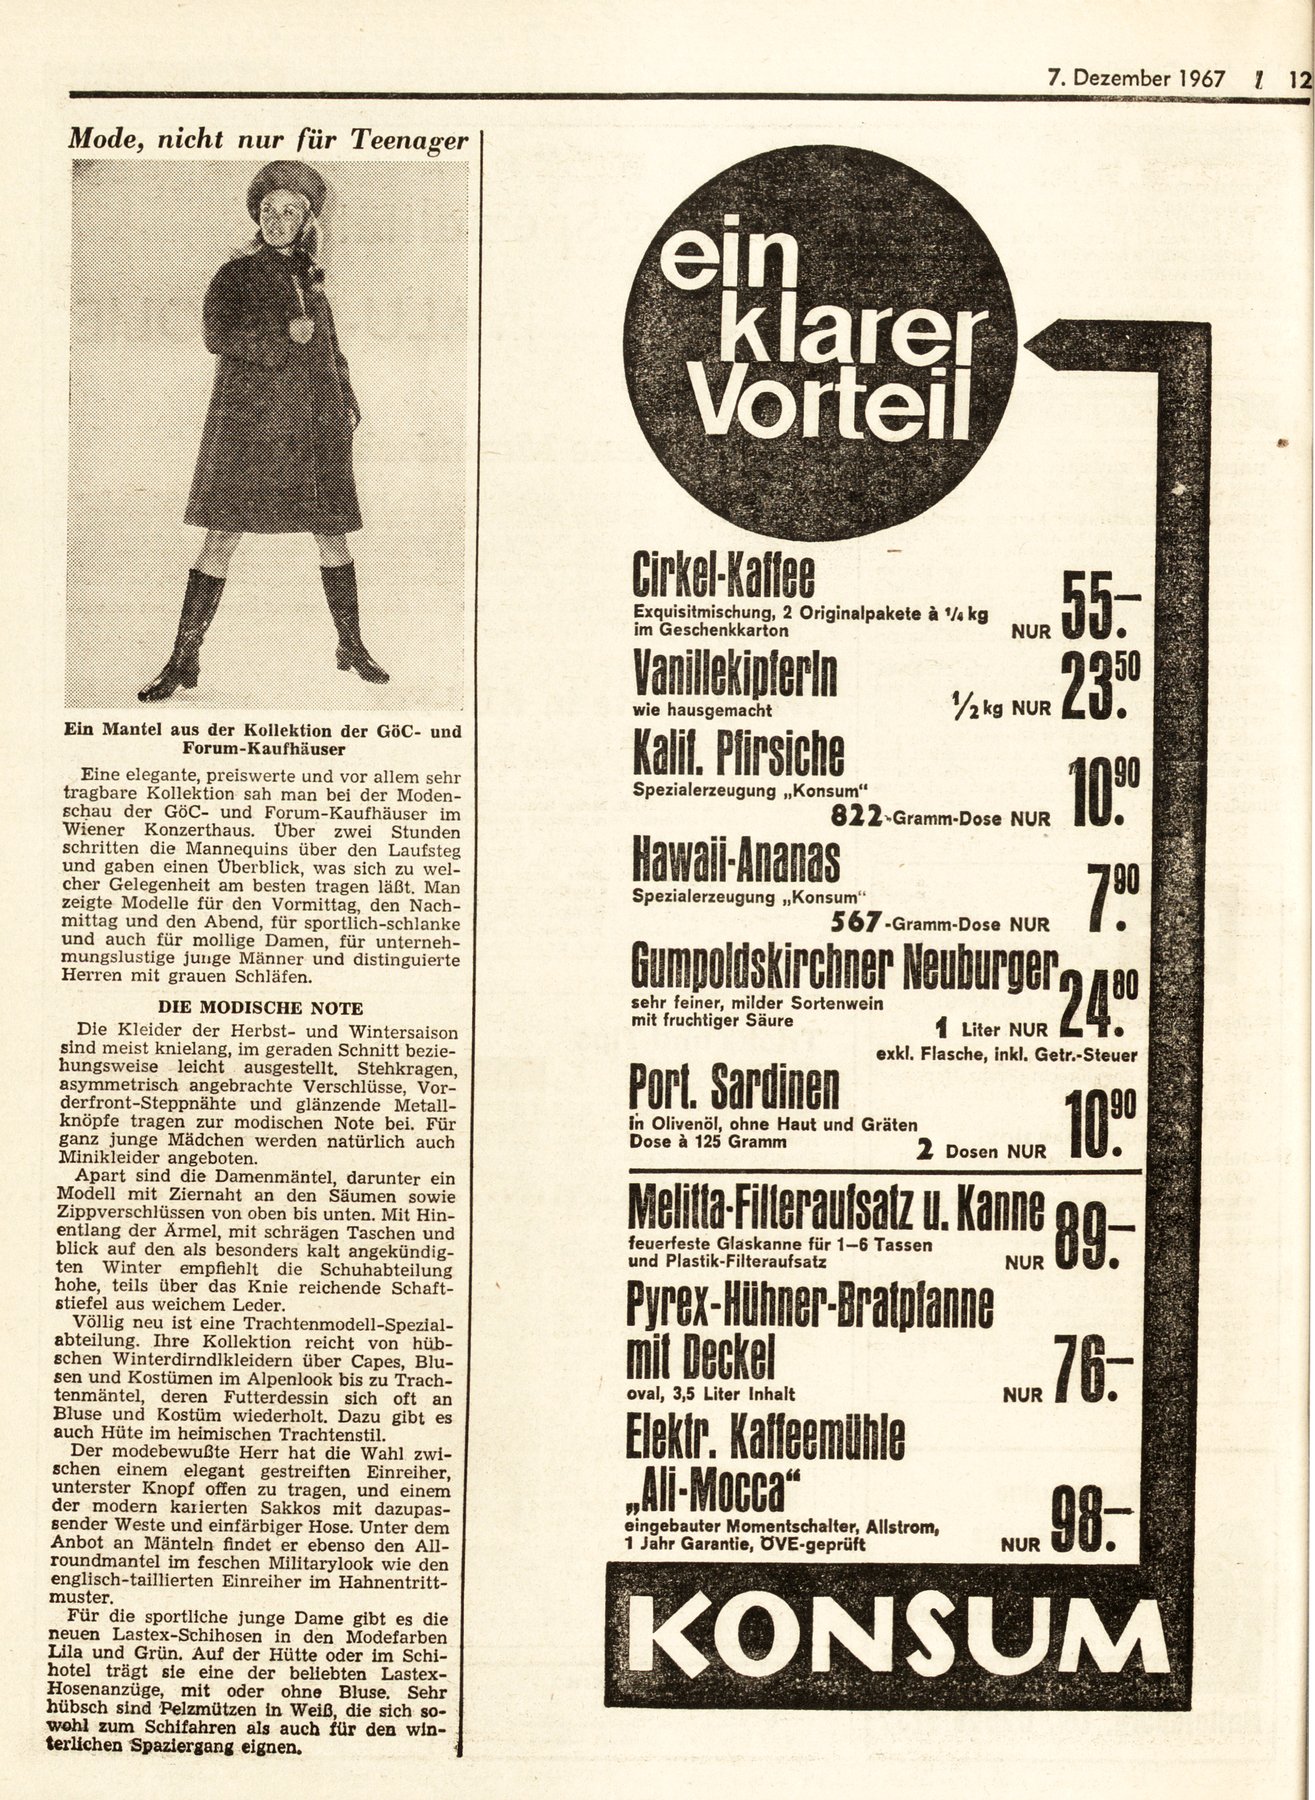 7. Dezember 1967 12
Mode, nicht nur für Teenager
Ein Mantel aus der Kollektion der GöC- und
Forum-Kaufhäuser
Eine elegante, preiswerte und vor allem sehr
tragbare Kollektion sah man bei der Moden-
schau der GöC- und Forum-Kaufhäuser im
Wiener Konzerthaus. Über zwei Stunden
schritten die Mannequins über den Laufsteg
und gaben einen Überblick, was sich zu wel-
cher Gelegenheit am besten tragen läßt. Man
zeigte Modelle für den Vormittag, den Nach-
mittag und den Abend, für sportlich-schlanke
und auch für mollige Damen, für unterneh-
mungslustige junge Männer und distinguierte
Herren mit grauen Schläfen.
DIE MODISCHE NOTE
Die Kleider der Herbst- und Wintersaison
sind meist knielang, im geraden Schnitt bezie-
hungsweise leicht ausgestellt. Stehkragen,
asymmetrisch angebrachte Verschlüsse, Vor-
derfront-Steppnähte und glänzende Metall-
knöpfe tragen zur modischen Note bei. Für
ganz junge Mädchen werden natürlich auch
Minikleider angeboten.
Apart sind die Damenmäntel, darunter ein
Modell mit Ziernaht an den Säumen sowie
Zippverschlüssen von oben bis unten. Mit Hin-
entlang der Ärmel, mit schrägen Taschen und
blick auf den als besonders kalt angekündig-
ten Winter empfiehlt die Schuhabteilung
hohe, teils über das Knie reichende Schaft-
stiefel aus weichem Leder.
Völlig neu ist eine Trachtenmodell-Spezial-
abteilung. Ihre Kollektion reicht von hüb-
schen Winterdirndlkleidern über Capes, Blu-
sen und Kostümen im Alpenlook bis zu Trach-
tenmäntel, deren Futterdessin sich oft an
Bluse und Kostüm wiederholt. Dazu gibt es
auch Hüte im heimischen Trachtenstil.
Der modebewußte Herr hat die Wahl zwi-
schen einem elegant gestreiften Einreiher,
unterster Knopf offen zu tragen, und einem
der modern karierten Sakkos mit dazupas-
sender Weste und einfärbiger Hose. Unter dem
Anbot an Mänteln findet er ebenso den All-
roundmantel im feschen Militarylook wie den
englisch-taillierten Einreiher im Hahnentritt-
muster.
Für die sportliche junge Dame gibt es die
neuen Lastex-Schihosen in den Modefarben
Lila und Grün. Auf der Hütte oder im Schi-
hotel trägt sie eine der beliebten Lastex-
Hosenanzüge, mit oder ohne Bluse. Sehr
hübsch sind Pelzmützen in Weiß, die sich so-
wohl zum Schifahren als auch für den win-
terlichen Spaziergang eignen.
ein
klarer
Vorteil
Cirkel-Kaffee
Exquisitmischung, 2 Originalpakete à ¼ kg
im Geschenkkarton NUR 55.–
Vanillekipferln
wie hausgemacht ½ kg NUR 23.50
Kalif. Pfirsiche
Spezialerzeugung „Konsum“
822-Gramm-Dose NUR 10.90
Hawaii-Ananas
Spezialerzeugung „Konsum“
567-Gramm-Dose NUR 7.90
Gumpoldskirchner Neuburger
sehr feiner, milder Sortenwein
mit fruchtiger Säure 1 Liter NUR 24.80
exkl. Flasche, inkl. Getr.-Steuer
Port. Sardinen
in Olivenöl, ohne Haut und Gräten
Dose à 125 Gramm 2 Dosen NUR 10.90
Melitta-Filteraufsatz u. Kanne
feuerfeste Glaskanne für 1–6 Tassen
und Plastik-Filteraufsatz NUR 89.–
Pyrex-Hühner-Bratpfanne
mit Deckel
oval, 3,5 Liter Inhalt NUR 76.–
Elektr. Kaffeemühle
„Ali-Mocca“
eingebauter Momentschalter, Allstrom,
1 Jahr Garantie, ÖVE-geprüft NUR 98.–
KONSUM